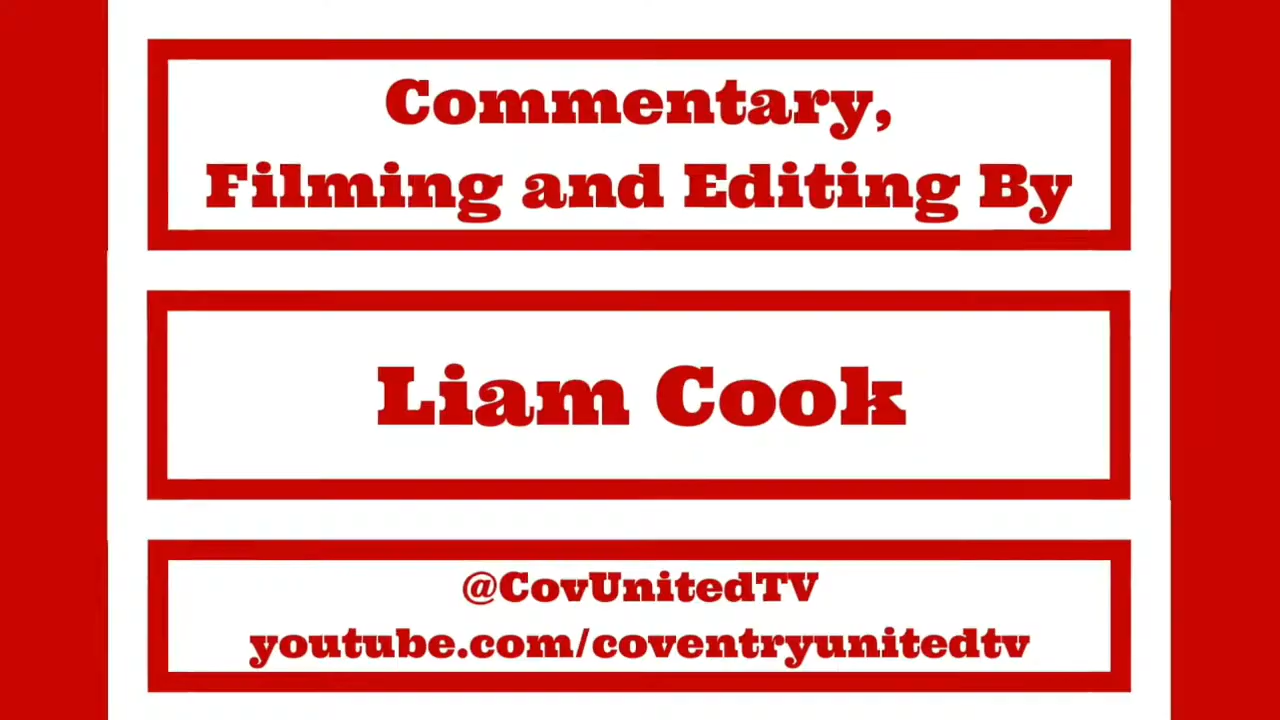 Commentary,
Filming and Editing By
Liam Cook
@CovUnitedTV
youtube.com/coventryunitedtv